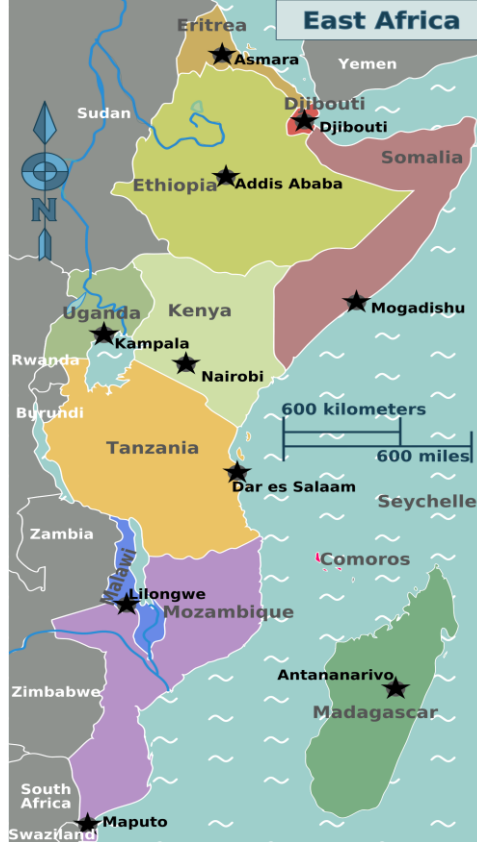 East Africa
Eritrea
Asmara
Yemen
Sudan
Djibouti
Djibouti
Somalia
Ethiopia
Addis Ababa
N
Uganda
Kenya
Mogadishu
Kampala
Rwanda
Nairobi
Burundi
600 kilometers
Tanzania
600 miles
Dar es Salaam
Seychelle
Zambia
Comoros
Malawi
Lilongwe
Mozambique
Antananarivo
Zimbabwe
Madagascar
South
Africa
Maputo
Swaziland